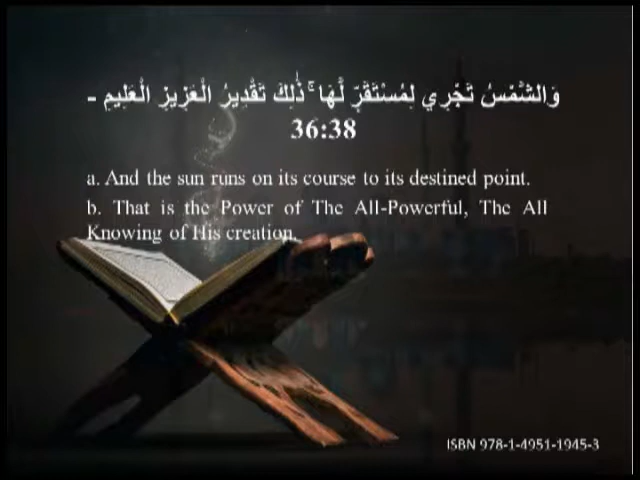 وَالشَّمْسُ تَجْرِي لِمُسْتَقَرٍّ لَّهَا ۚ ذَٰلِكَ تَقْدِيرُ الْعَزِيزِ الْعَلِيمِ -
36:38
a. And the sun runs on its course to its destined point.
b. That is the Power of The All-Powerful, The All
Knowing of His creation.
ISBN 978-1-4951-1945-3